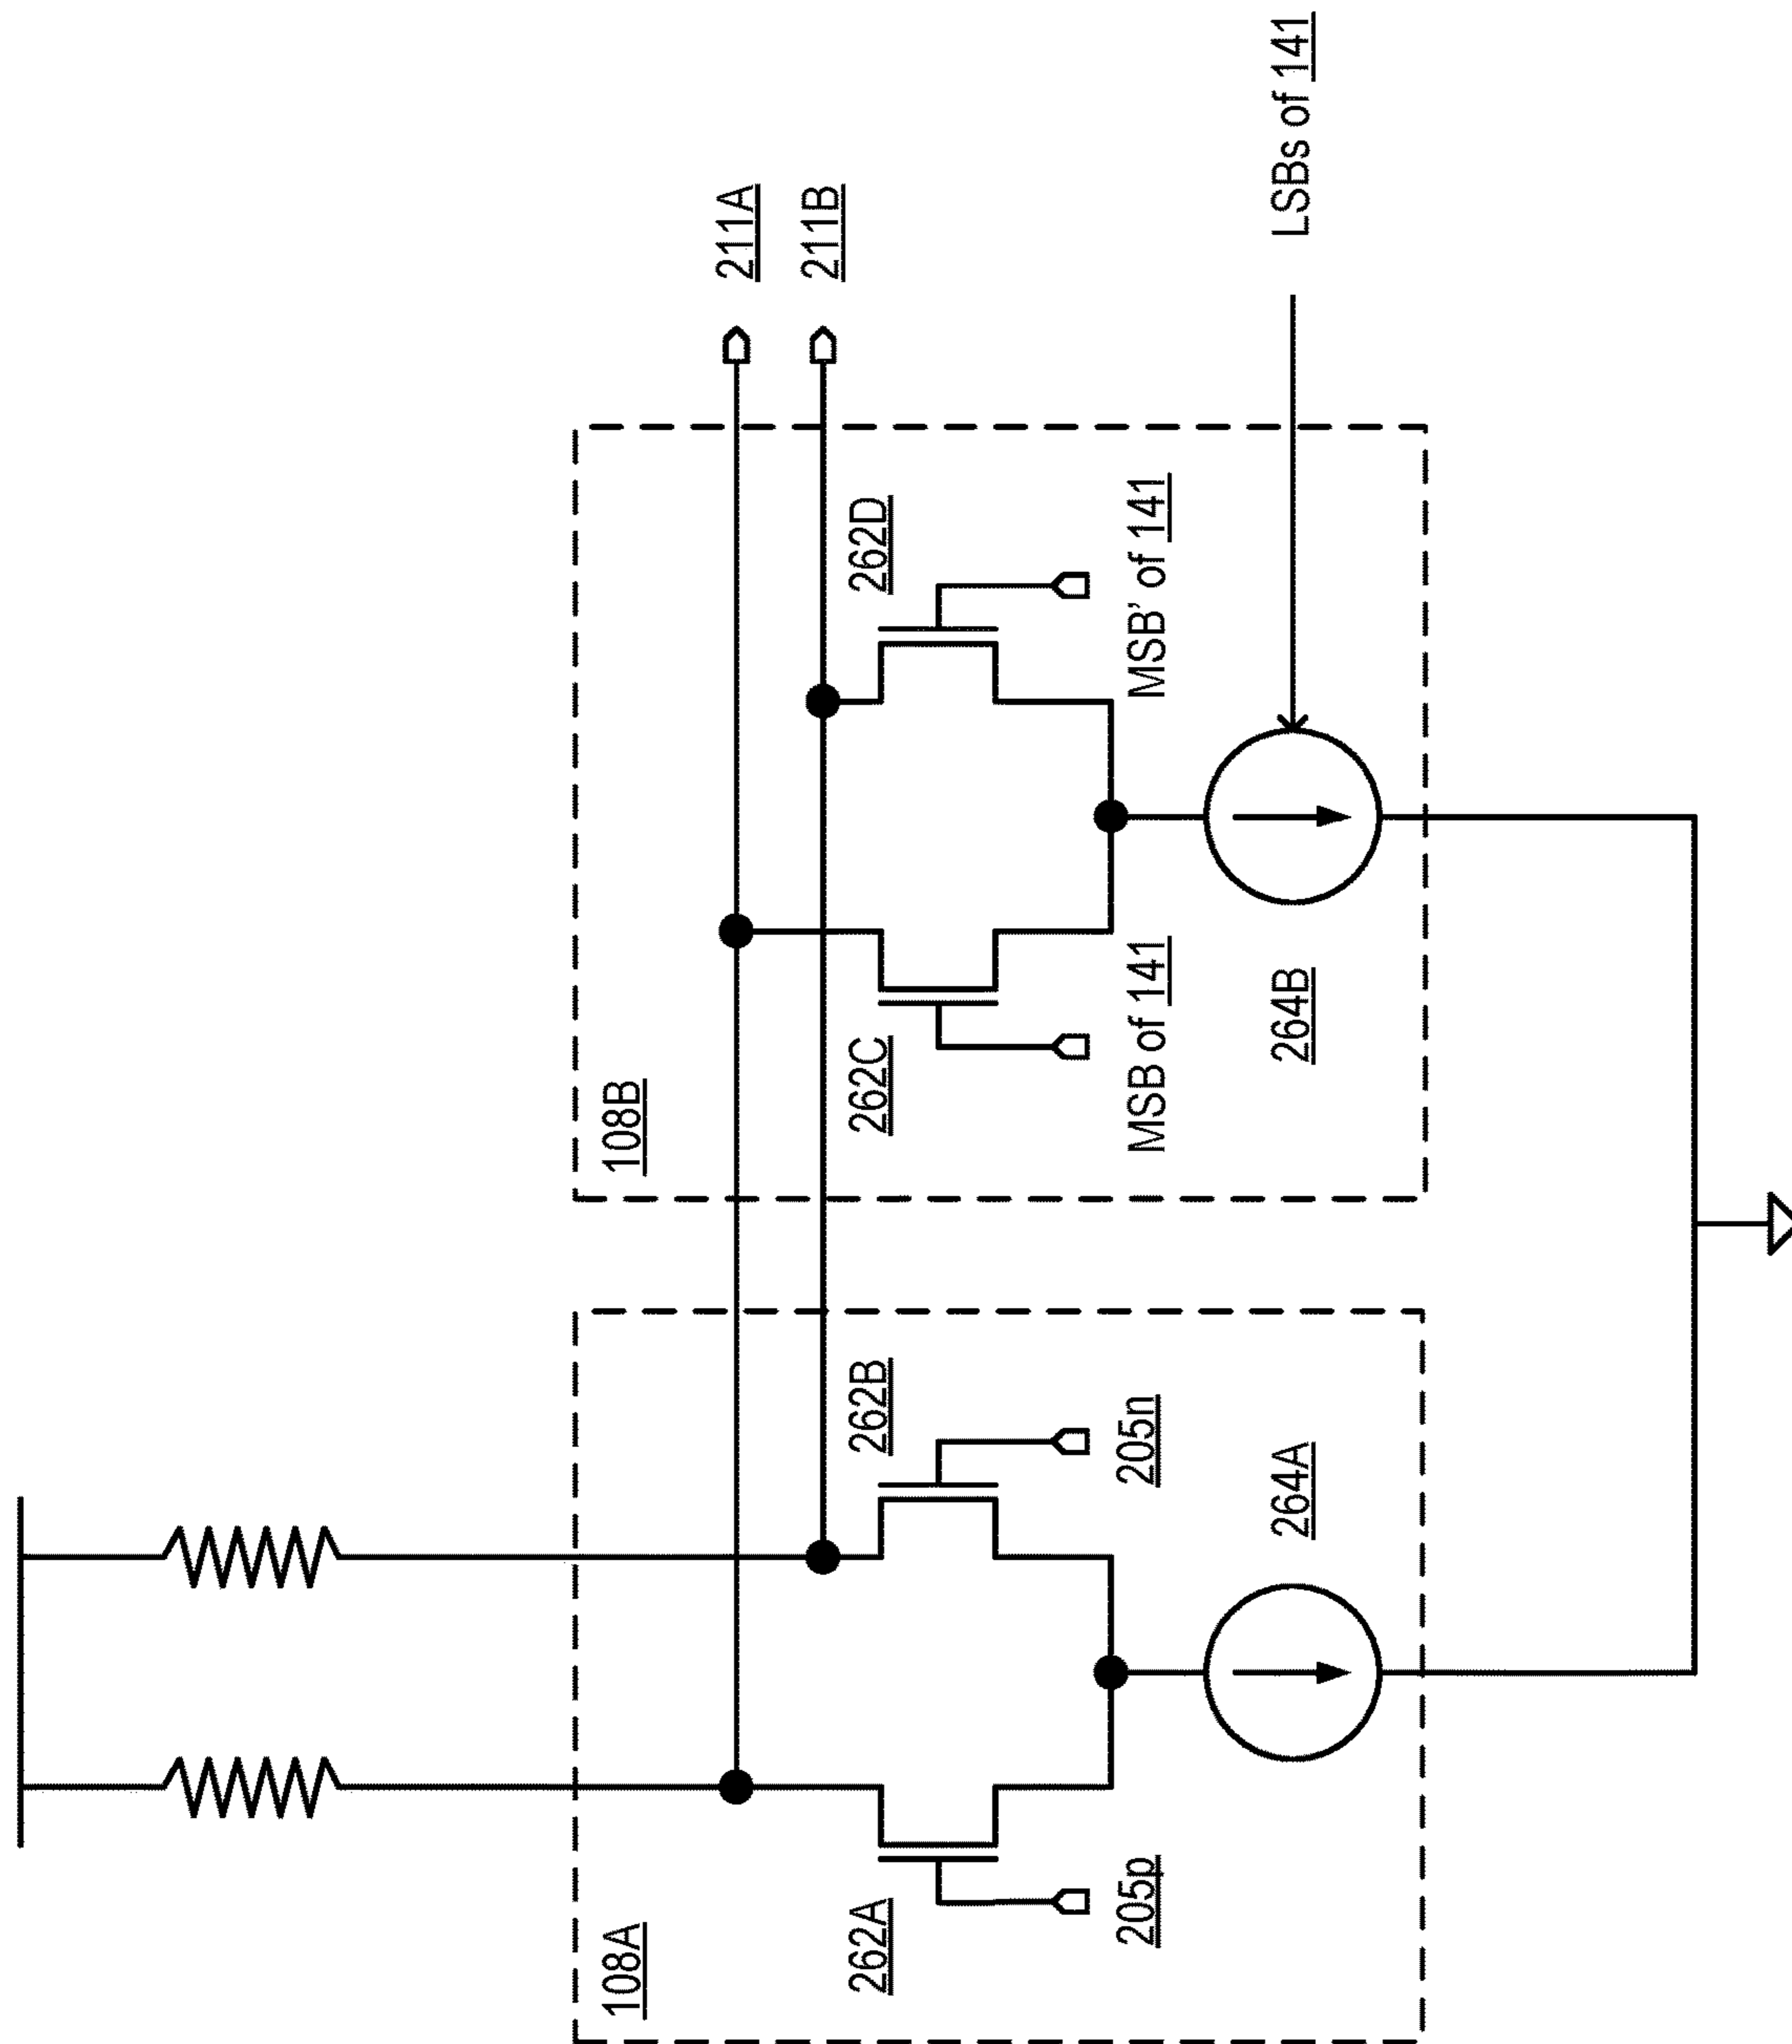 108A
108B
211A
211B
262A
262B
262C
262D
205p
205n
MSB of 141
MSB' of 141
264A
264B
LSBs of 141